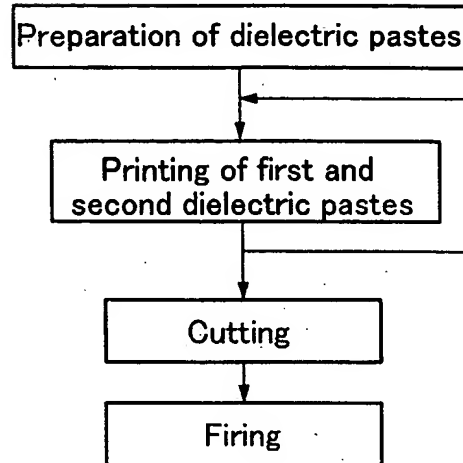 Preparation of dielectric pastes
Printing of first and
second dielectric pastes
Cutting
Firing